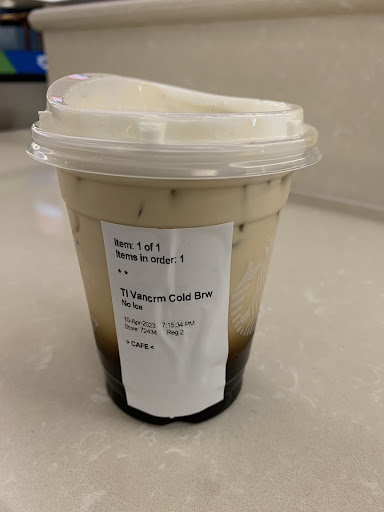 Item: 1 of 1
Items in order: 1
* *
Tl Vancrm Cold Brw
No Ice
10-Apr-2023 7:15:34 PM
Store: 72434 Reg 2
> CAFE <